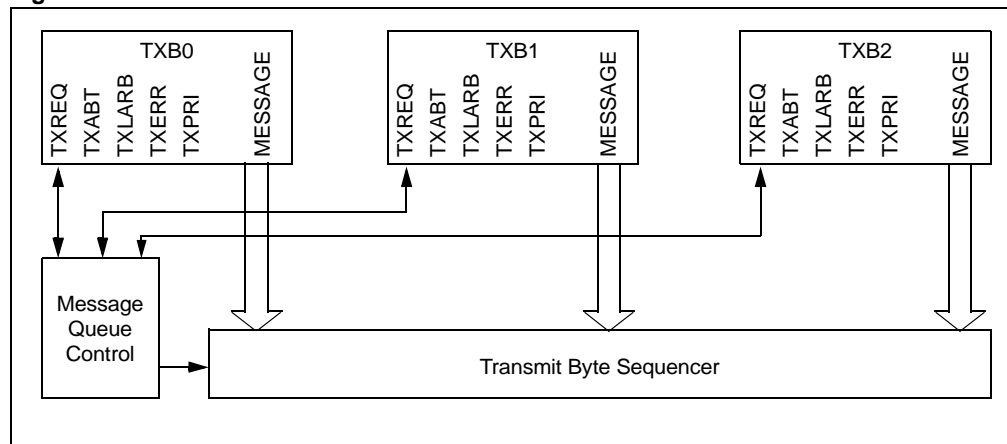 TXB0
TXREQ
TXABT
TXLARB
TXERR
TXPRI
MESSAGE
TXB1
TXREQ
TXABT
TXLARB
TXERR
TXPRI
MESSAGE
TXB2
TXREQ
TXABT
TXLARB
TXERR
TXPRI
MESSAGE
Message
Queue
Control
Transmit Byte Sequencer